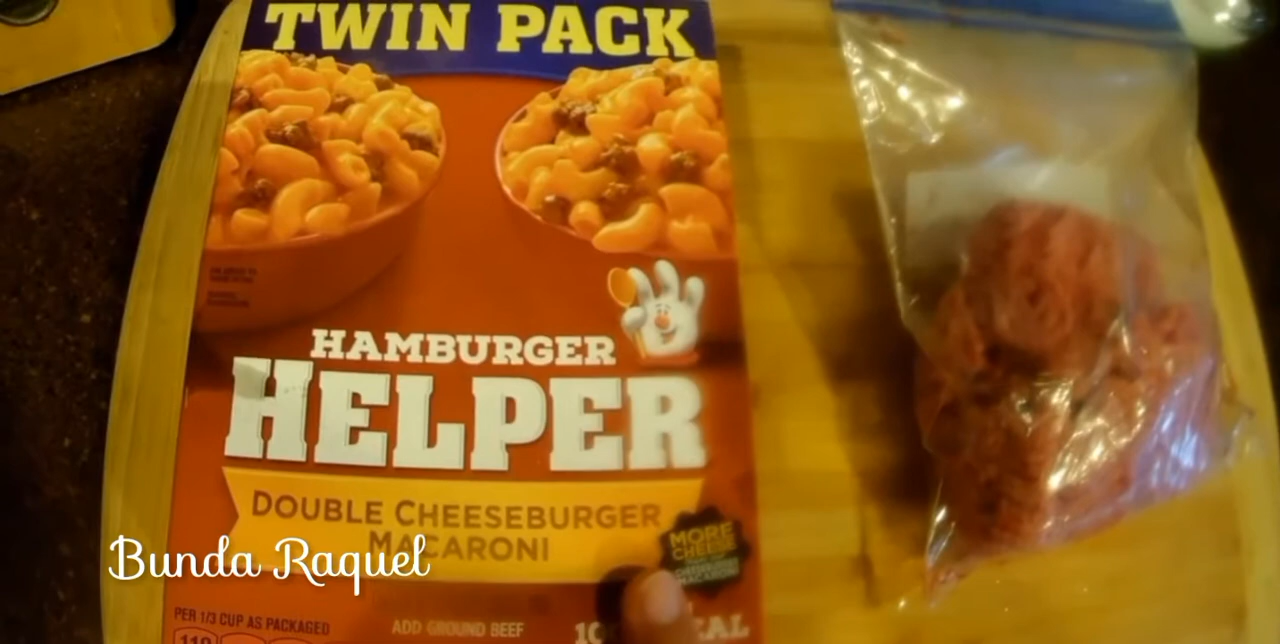 TWIN PACK
HAMBURGER
HELPER
DOUBLE CHEESEBURGER
MACARONI
MORE
CHEESE
Bunda Raquel
PER 1/3 CUP AS PACKAGED
ADD GROUND BEEF
110